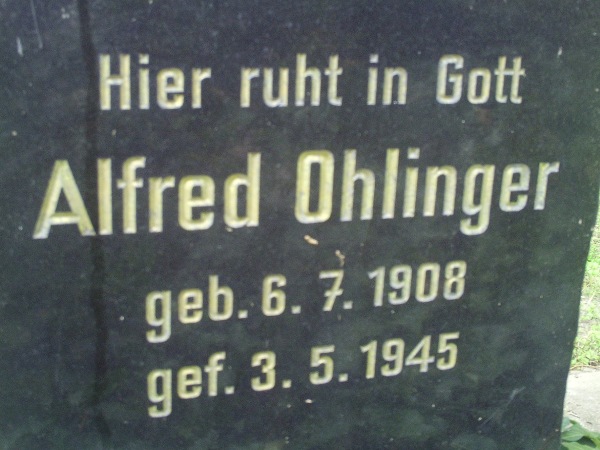 Hier ruht in Gott
Alfred Ohlinger
geb. 6. 7. 1908
gef. 3. 5. 1945